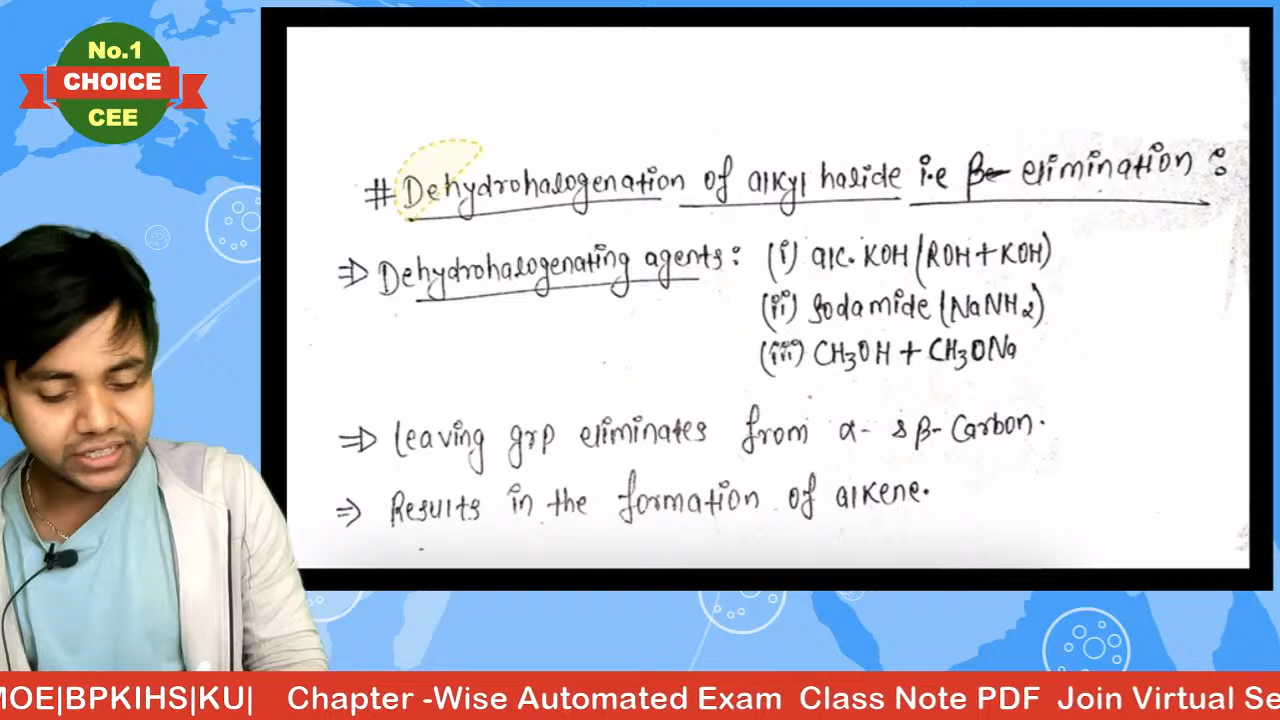 No.1
CHOICE
CEE
# Dehydrohalogenation of alkyl halide i.e β- elimination :
⇒ Dehydrohalogenating agents : (i) alc. KOH (ROH + KOH)
(ii) Sodamide (NaNH2)
(iii) CH3OH + CH3ONa
⇒ Leaving grp eliminates from α- & β- Carbon.
⇒ Results in the formation of alkene.
MOE|BPKIHS|KU| Chapter -Wise Automated Exam Class Note PDF Join Virtual Se